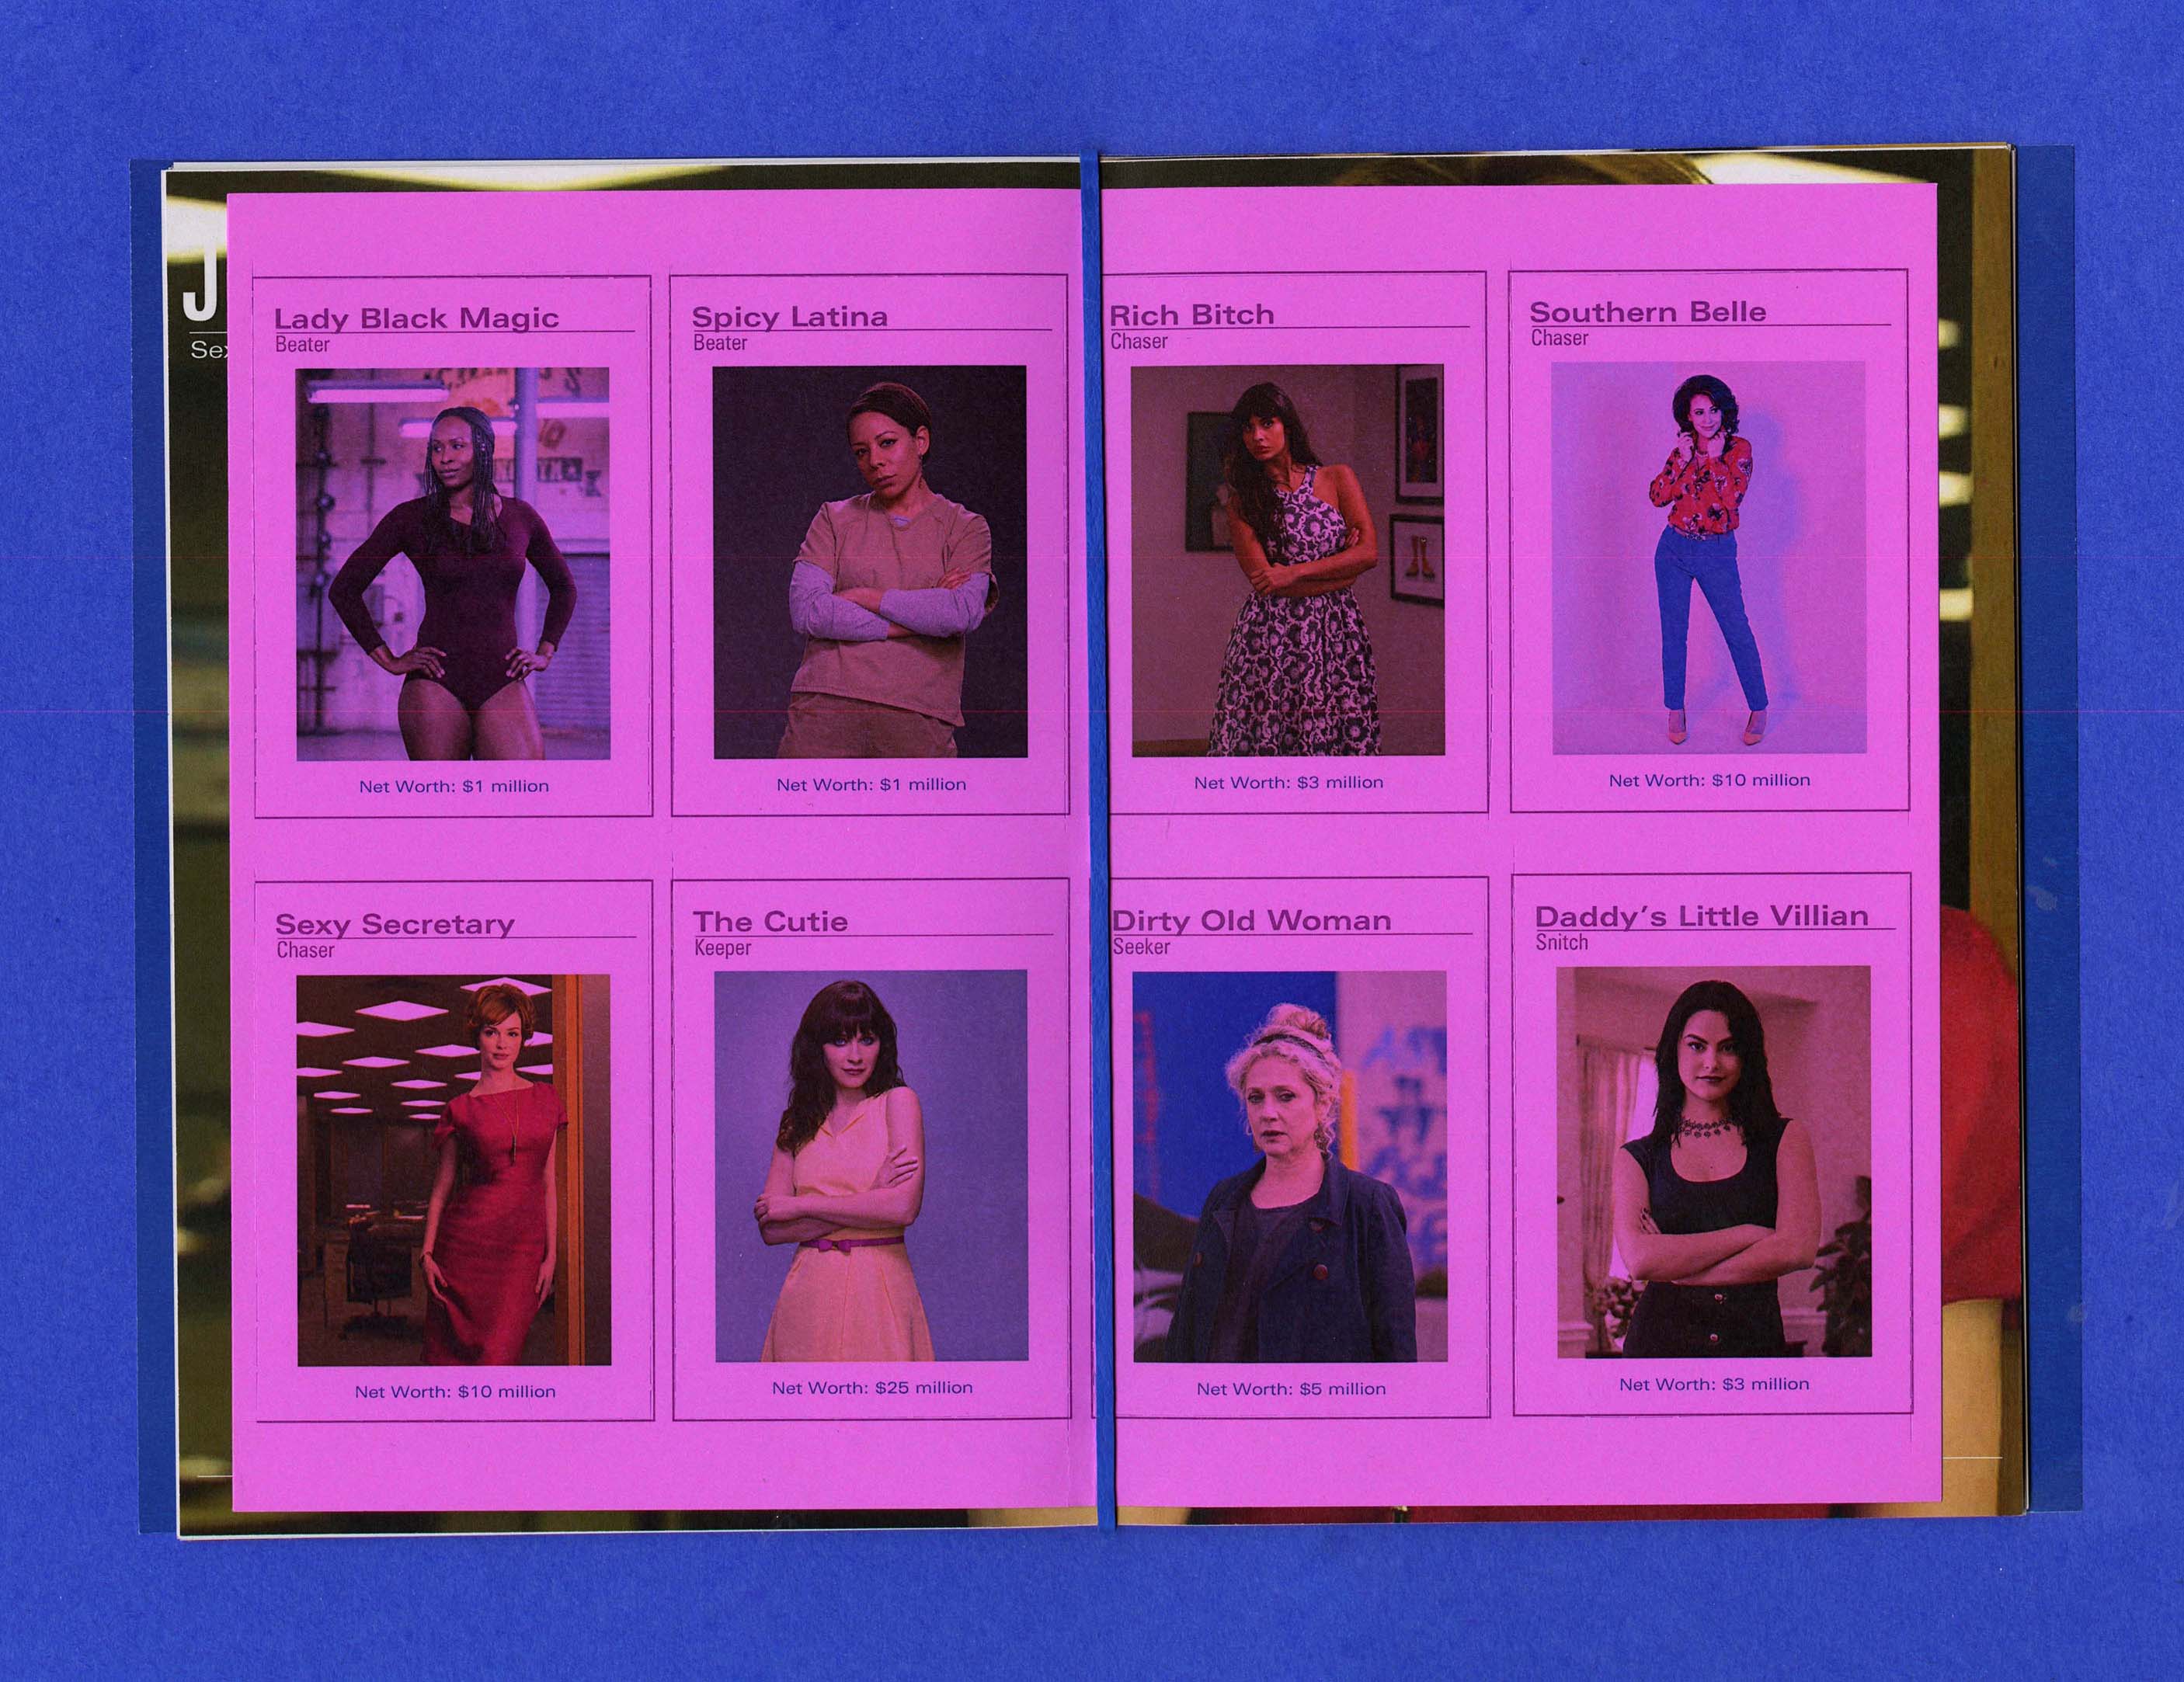 J
Lady Black Magic
Beater
Net Worth: $1 million
Spicy Latina
Beater
Net Worth: $1 million
Rich Bitch
Chaser
Net Worth: $3 million
Southern Belle
Chaser
Net Worth: $10 million
Sexy Secretary
Chaser
Net Worth: $10 million
The Cutie
Keeper
Net Worth: $25 million
Dirty Old Woman
Seeker
Net Worth: $5 million
Daddy's Little Villian
Snitch
Net Worth: $3 million